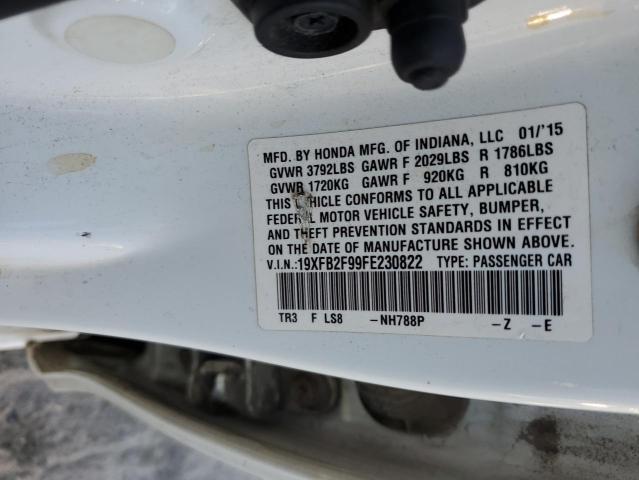 MFD. BY HONDA MFG. OF INDIANA, LLC 01/'15
GVWR 3792LBS GAWR F 2029LBS R 1786LBS
GVWR 1720KG GAWR F 920KG R 810KG
THIS VEHICLE CONFORMS TO ALL APPLICABLE
FEDERAL MOTOR VEHICLE SAFETY, BUMPER,
AND THEFT PREVENTION STANDARDS IN EFFECT
ON THE DATE OF MANUFACTURE SHOWN ABOVE.
V.I.N.:19XFB2F99FE230822 TYPE: PASSENGER CAR
TR3 F LS8 –NH788P –Z –E